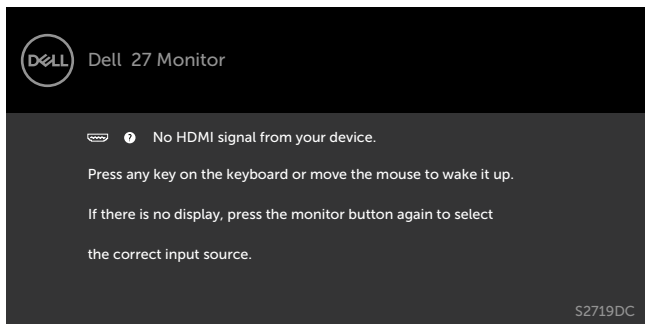 DELL
Dell 27 Monitor
? No HDMI signal from your device.
Press any key on the keyboard or move the mouse to wake it up.
If there is no display, press the monitor button again to select
the correct input source.
S2719DC